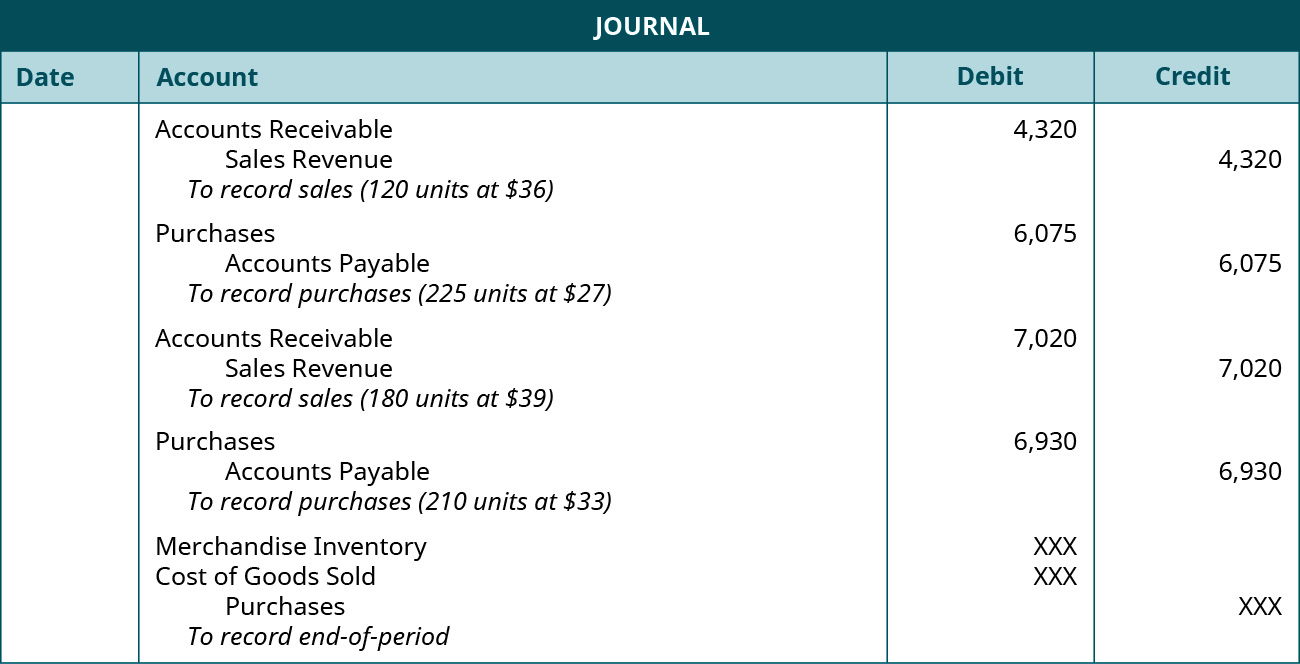 JOURNAL
Date Account Debit Credit
Accounts Receivable 4,320
Sales Revenue 4,320
To record sales (120 units at $36)
Purchases 6,075
Accounts Payable 6,075
To record purchases (225 units at $27)
Accounts Receivable 7,020
Sales Revenue 7,020
To record sales (180 units at $39)
Purchases 6,930
Accounts Payable 6,930
To record purchases (210 units at $33)
Merchandise Inventory XXX
Cost of Goods Sold XXX
Purchases XXX
To record end-of-period